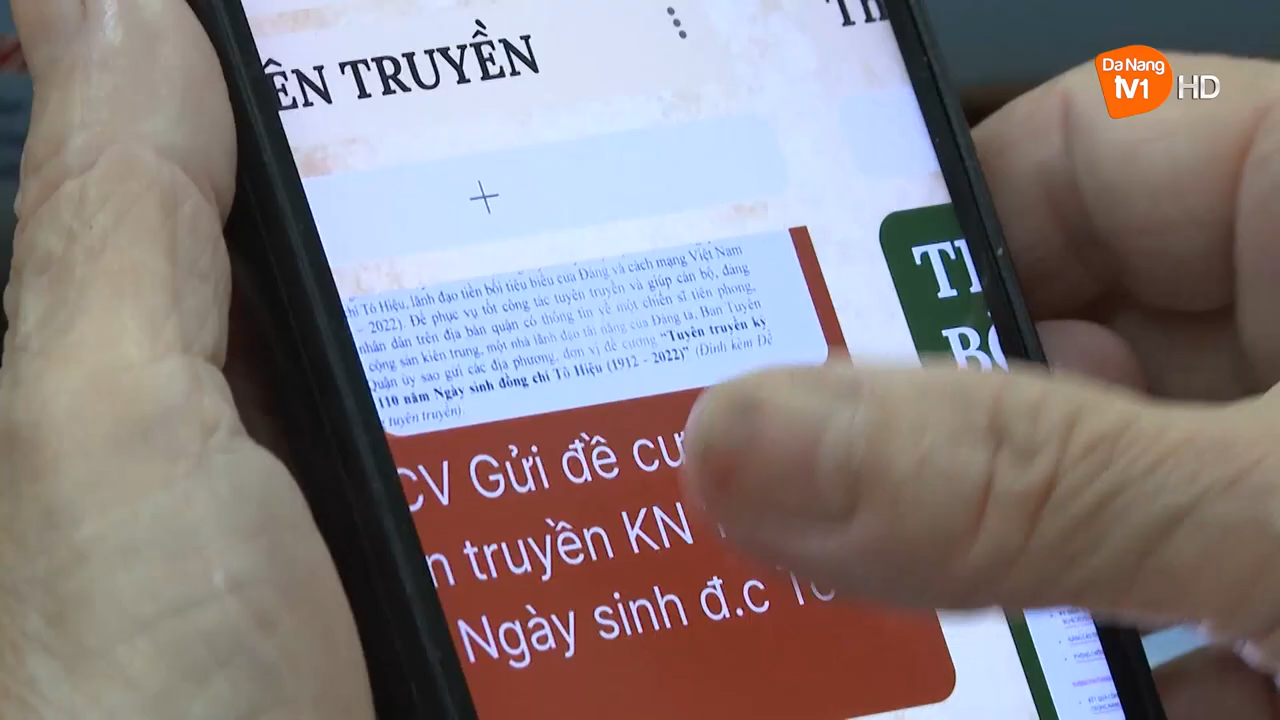 ÊN TRUYỀN
Th
Da Nang
TV1 HD
TH
BỘ
hí Tô Hiệu, lãnh đạo tiền bối tiêu biểu của Đảng và cách mạng Việt Nam
- 2022). Để phục vụ tốt công tác tuyên truyền và giúp cán bộ, đảng
nhân dân trên địa bàn quận có thông tin về một chiến sĩ tiên phong,
cộng sản kiên trung, một nhà lãnh đạo tài năng của Đảng ta, Ban Tuyên
Quận ủy sao gửi các địa phương, đơn vị đề cương "Tuyên truyền kỷ
110 năm Ngày sinh đồng chí Tô Hiệu (1912 - 2022)" (Đính kèm Đề
tuyên truyền).
CV Gửi đề cư
n truyền KN
Ngày sinh đ.c Tô